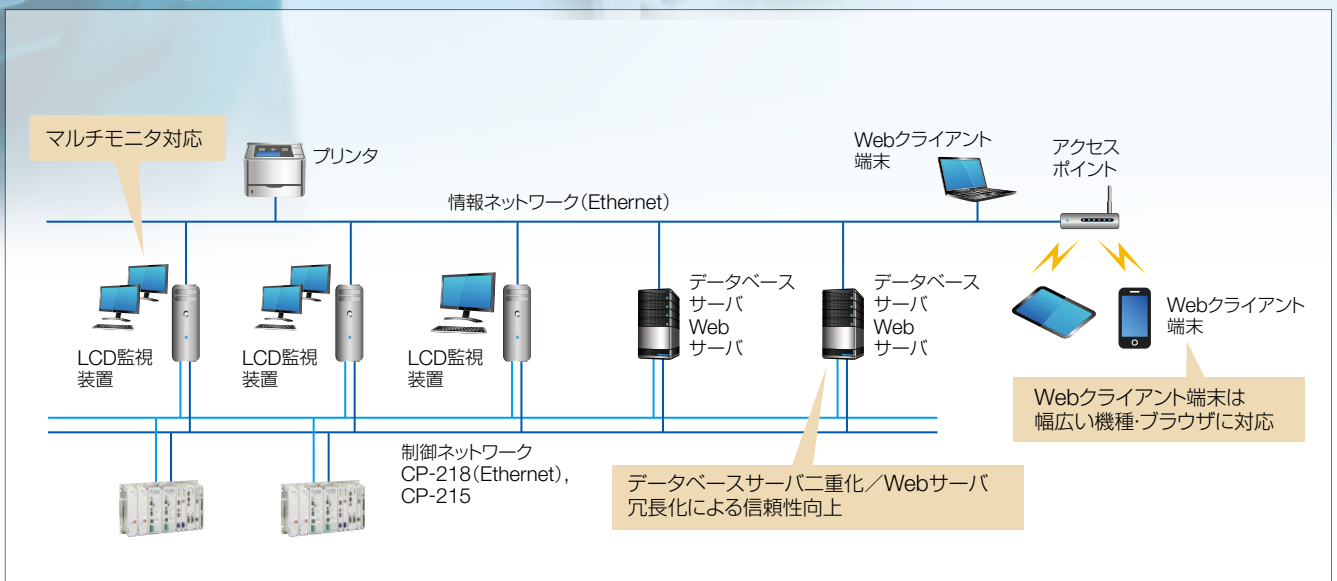 マルチモニタ対応
プリンタ
Webクライアント
端末
アクセス
ポイント
情報ネットワーク（Ethernet）
LCD監視
装置
LCD監視
装置
LCD監視
装置
データベース
サーバ
Web
サーバ
データベース
サーバ
Web
サーバ
Webクライアント
端末
Webクライアント端末は
幅広い機種・ブラウザに対応
制御ネットワーク
CP-218（Ethernet），
CP-215
データベースサーバ二重化／Webサーバ
冗長化による信頼性向上